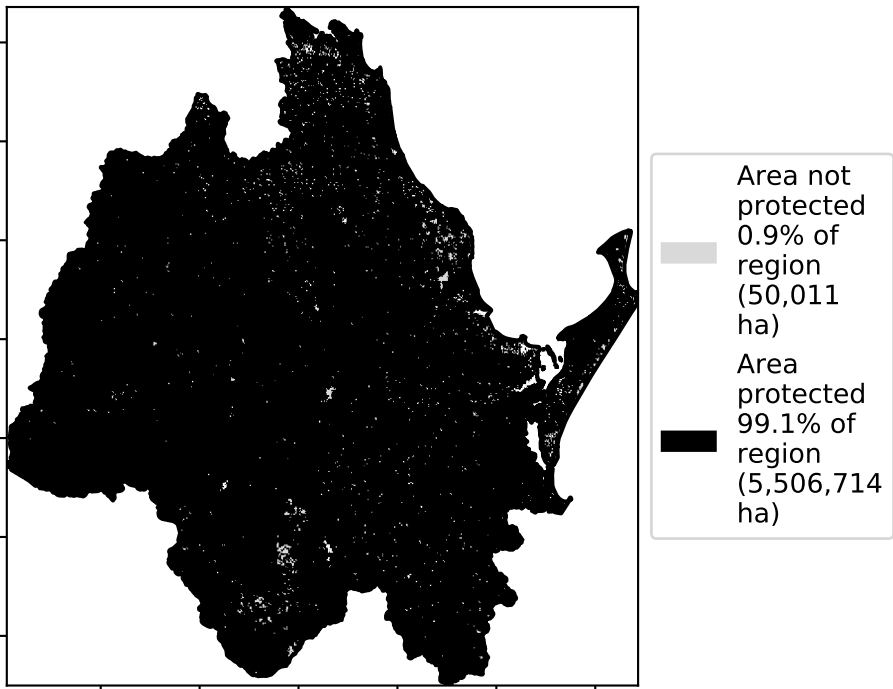 Area not
protected
0.9% of
region
(50,011
ha)
Area
protected
99.1% of
region
(5,506,714
ha)